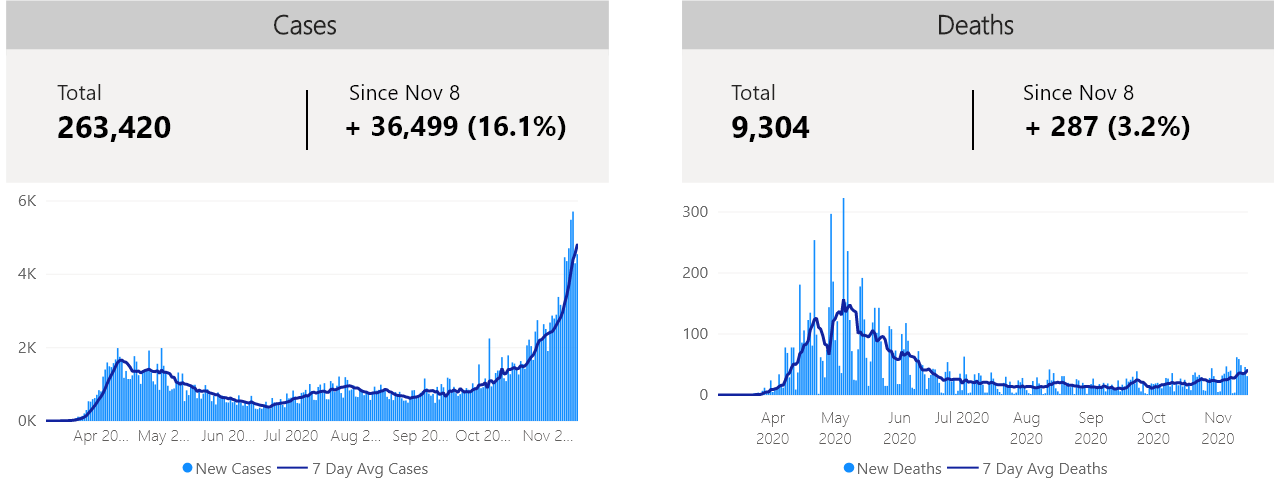 Cases
Total
263,420
Since Nov 8
+ 36,499 (16.1%)
6K
4K
2K
0K
Apr 20... May 2... Jun 20... Jul 2020 Aug 2... Sep 20... Oct 20... Nov 2...
New Cases 7 Day Avg Cases
Deaths
Total
9,304
Since Nov 8
+ 287 (3.2%)
300
200
100
0
Apr May Jun Jul 2020 Aug Sep Oct Nov
2020 2020 2020 2020 2020 2020 2020
New Deaths 7 Day Avg Deaths